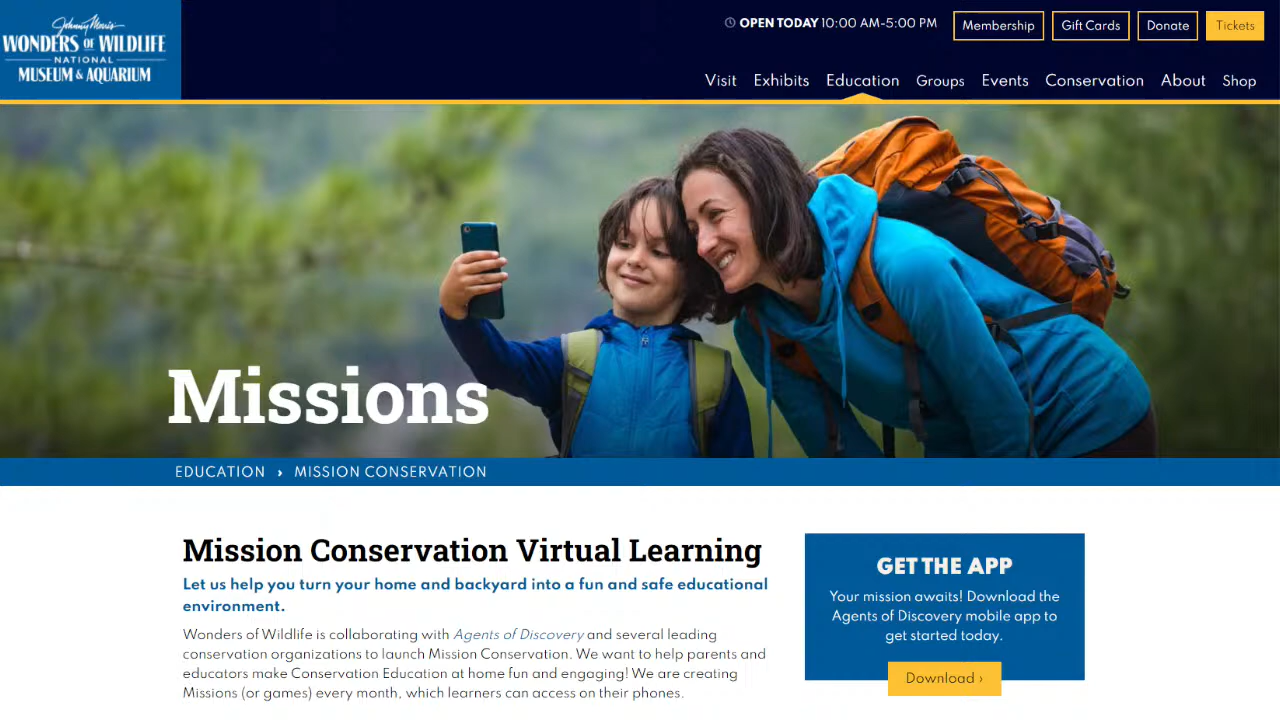 Johnny Morris'
WONDERS OF WILDLIFE
NATIONAL
MUSEUM & AQUARIUM
OPEN TODAY 10:00 AM-5:00 PM
Membership
Gift Cards
Donate
Tickets
Visit
Exhibits
Education
Groups
Events
Conservation
About
Shop
Missions
EDUCATION › MISSION CONSERVATION
Mission Conservation Virtual Learning
Let us help you turn your home and backyard into a fun and safe educational
environment.
Wonders of Wildlife is collaborating with Agents of Discovery and several leading
conservation organizations to launch Mission Conservation. We want to help parents and
educators make Conservation Education at home fun and engaging! We are creating
Missions (or games) every month, which learners can access on their phones.
GET THE APP
Your mission awaits! Download the
Agents of Discovery mobile app to
get started today.
Download ›